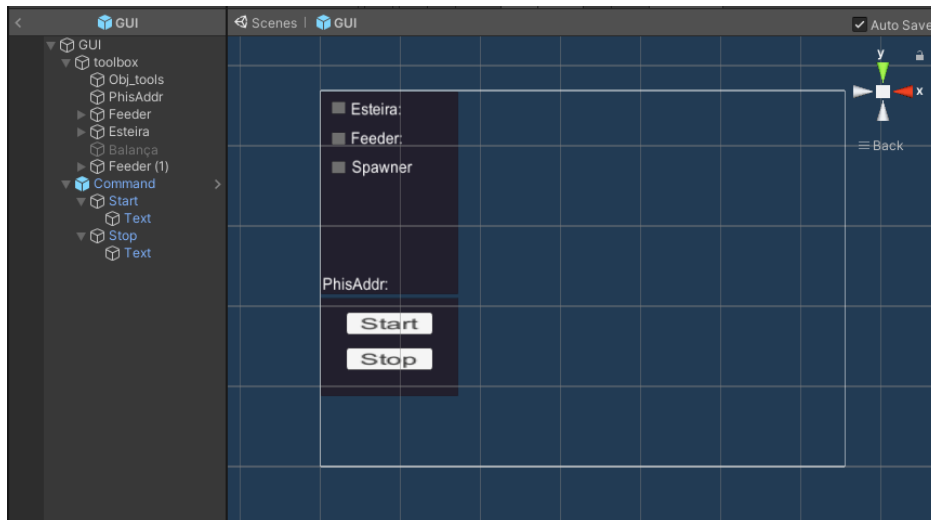 GUI
Scenes | GUI
Auto Save
GUI
toolbox
Obj_tools
PhisAddr
Feeder
Esteira
Balança
Feeder (1)
Command
Start
Text
Stop
Text
Esteira:
Feeder:
Spawner
PhisAddr:
Start
Stop
y
x
Back